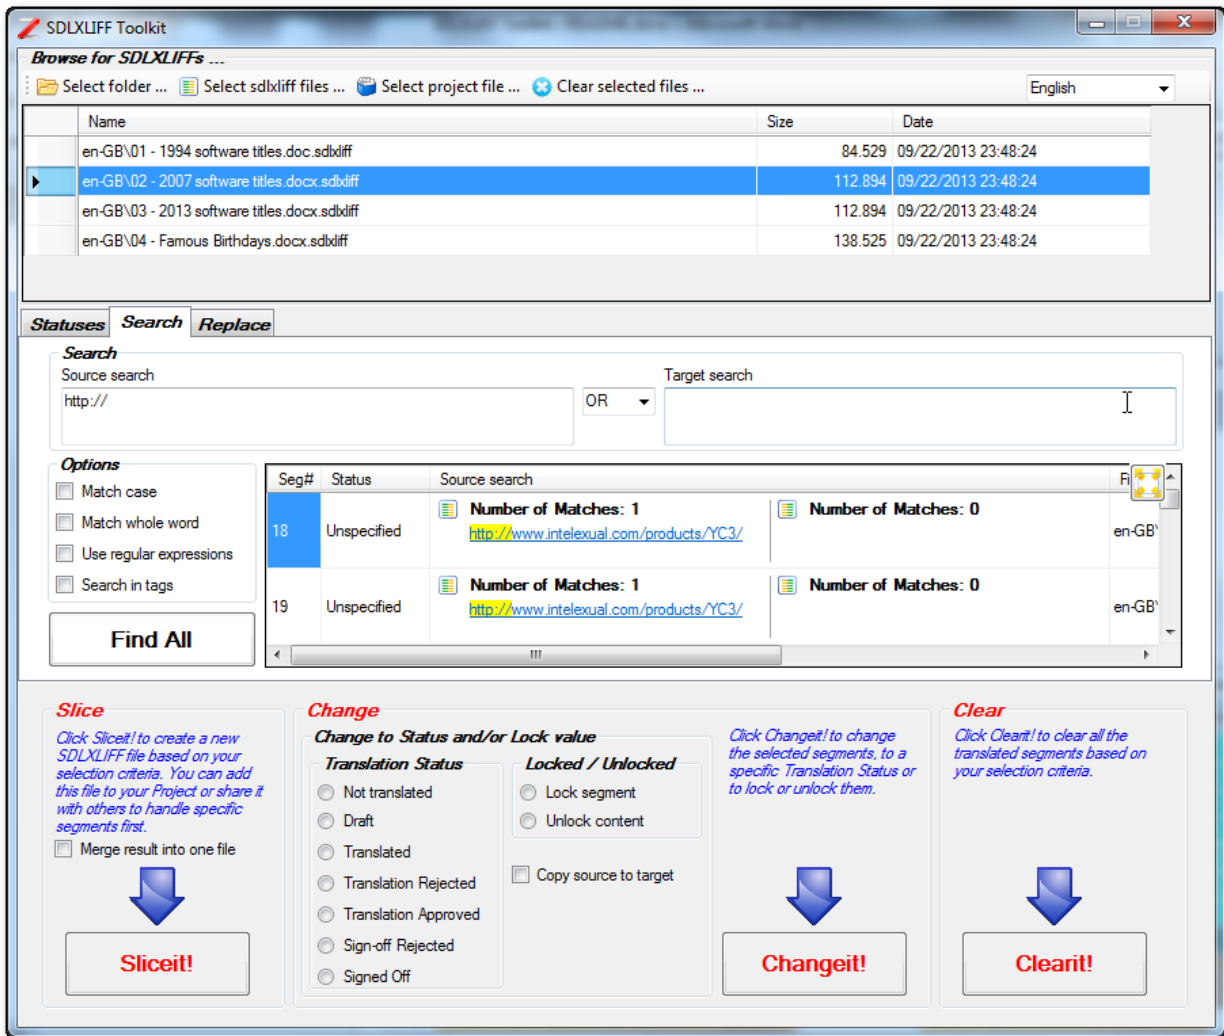 SDLXLIFF Toolkit
Browse for SDLXLIFFs ...
Select folder ... Select sdlxliff files ... Select project file ... Clear selected files ... English
Name Size Date
en-GB\01 - 1994 software titles.doc.sdlxliff 84.529 09/22/2013 23:48:24
en-GB\02 - 2007 software titles.docx.sdlxliff 112.894 09/22/2013 23:48:24
en-GB\03 - 2013 software titles.docx.sdlxliff 112.894 09/22/2013 23:48:24
en-GB\04 - Famous Birthdays.docx.sdlxliff 138.525 09/22/2013 23:48:24
Statuses Search Replace
Search
Source search Target search
http:// OR
Options
Match case
Match whole word
Use regular expressions
Search in tags
Find All
Seg# Status Source search Fi
Number of Matches: 1 Number of Matches: 0
18 Unspecified http://www.intelexual.com/products/YC3/ en-GB\
Number of Matches: 1 Number of Matches: 0
19 Unspecified http://www.intelexual.com/products/YC3/ en-GB\
Slice
Click Sliceit! to create a new
SDLXLIFF file based on your
selection criteria. You can add
this file to your Project or share it
with others to handle specific
segments first.
Merge result into one file
Sliceit!
Change
Change to Status and/or Lock value
Translation Status
Not translated
Draft
Translated
Translation Rejected
Translation Approved
Sign-off Rejected
Signed Off
Locked / Unlocked
Lock segment
Unlock content
Copy source to target
Click Changeit! to change
the selected segments, to a
specific Translation Status or
to lock or unlock them.
Changeit!
Clear
Click Clearit! to clear all the
translated segments based on
your selection criteria.
Clearit!